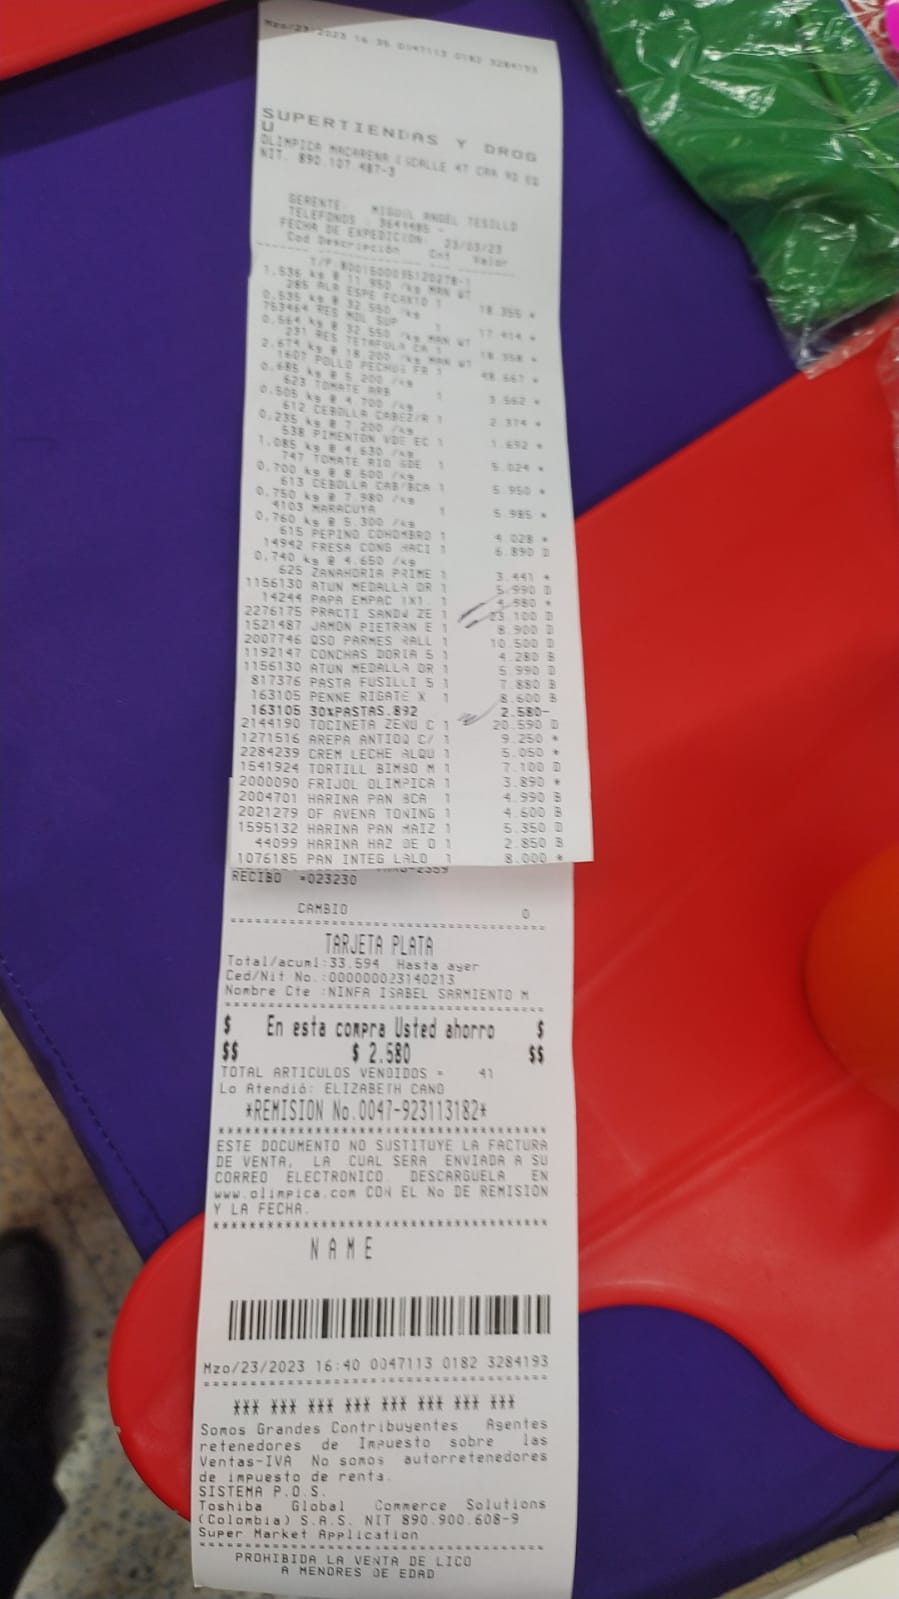 Mzo/23/2023 16:35 0047113 0182 3284193
SUPERTIENDAS Y DROG
U
OLIMPICA MACARENA (CALLE 47 CRA 9D EQ
NIT. 890.107.487-3
GERENTE: MIGUEL ANGEL TESILLO
TELEFONOS : 3641485 -
FECHA DE EXPEDICION: 23/03/23
Cod Descripción Cnt Valor
1.536 kg @ 11.950 /kg MAN WT
285 ALA ESPE FCANTO 1 18.355 *
0.535 kg @ 32.550 /kg
753464 RES MOL SUP 1 17.414 *
0.564 kg @ 32.550 /kg MAN WT
231 RES TETAFULA CA 1 18.358 *
2.674 kg @ 18.200 /kg MAN WT
1607 POLLO PECHUG FR 1 48.667 *
0.685 kg @ 5.200 /kg
623 TOMATE ARB 1 3.562 *
0.505 kg @ 4.700 /kg
612 CEBOLLA CABEZ/R 1 2.374 *
0.235 kg @ 7.200 /kg
538 PIMENTON VDE EC 1 1.692 *
1.085 kg @ 4.630 /kg
747 TOMATE RIO GDE 1 5.024 *
0.700 kg @ 8.500 /kg
613 CEBOLLA CAB/BCA 1 5.950 *
0.750 kg @ 7.980 /kg
4103 MARACUYA 1 5.985 *
0.760 kg @ 5.300 /kg
615 PEPINO COHOMBRO 1 4.028 *
14942 FRESA CONG HACI 1 6.890 D
0.740 kg @ 4.650 /kg
625 ZANAHORIA PRIME 1 3.441 *
1156130 ATUN MEDALLA OR 1 5.990 D
14244 PAPA EMPAC 1X1 1 4.980 *
2276175 PRACTI SANDW ZE 1 23.100 D
1521487 JAMON PIETRAN E 1 8.900 D
2007746 QSO PARMES RALL 1 10.500 D
1192147 CONCHAS DORIA S 1 4.280 B
1156130 ATUN MEDALLA OR 1 5.990 D
817376 PASTA FUSILLI S 1 7.880 B
163105 PENNE RIGATE X 1 8.600 B
163105 30%PASTAS.892 2.580-
2144190 TOCINETA ZENU C 1 20.590 D
1271516 AREPA ANTIOQ C/ 1 9.250 *
2284239 CREM LECHE ALQU 1 5.050 *
1541924 TORTILL BIMBO M 1 7.100 D
2000090 FRIJOL OLIMPICA 1 3.890 *
2004701 HARINA PAN BCA 1 4.990 B
2021279 OF AVENA TONING 1 4.600 B
1595132 HARINA PAN MAIZ 1 5.350 D
44099 HARINA HAZ DE O 1 2.850 B
1076185 PAN INTEG LALO 1 8.000 *
RECIBO =023230
CAMBIO 0
TARJETA PLATA
Total/acuml:33.594 Hasta ayer
Ced/Nit No.:000000023140213
Nombre Cte :NINFA ISABEL SARMIENTO M
$ En esta compra Usted ahorro $
$$ $ 2.580 $$
TOTAL ARTICULOS VENDIDOS = 41
Lo Atendió: ELIZABETH CANO
*REMISION No.0047-923113182*
ESTE DOCUMENTO NO SUSTITUYE LA FACTURA
DE VENTA, LA CUAL SERA ENVIADA A SU
CORREO ELECTRONICO. DESCARGUELA EN
www.olimpica.com CON EL No DE REMISION
Y LA FECHA.
NAME
Mzo/23/2023 16:40 0047113 0182 3284193
*** *** *** *** *** *** *** ***
Somos Grandes Contribuyentes Agentes
retenedores de Impuesto sobre las
Ventas-IVA No somos autorretenedores
de impuesto de renta.
SISTEMA P.O.S.
Toshiba Global Commerce Solutions
(Colombia) S.A.S. NIT 890.900.608-9
Super Market Application
PROHIBIDA LA VENTA DE LICO
A MENORES DE EDAD